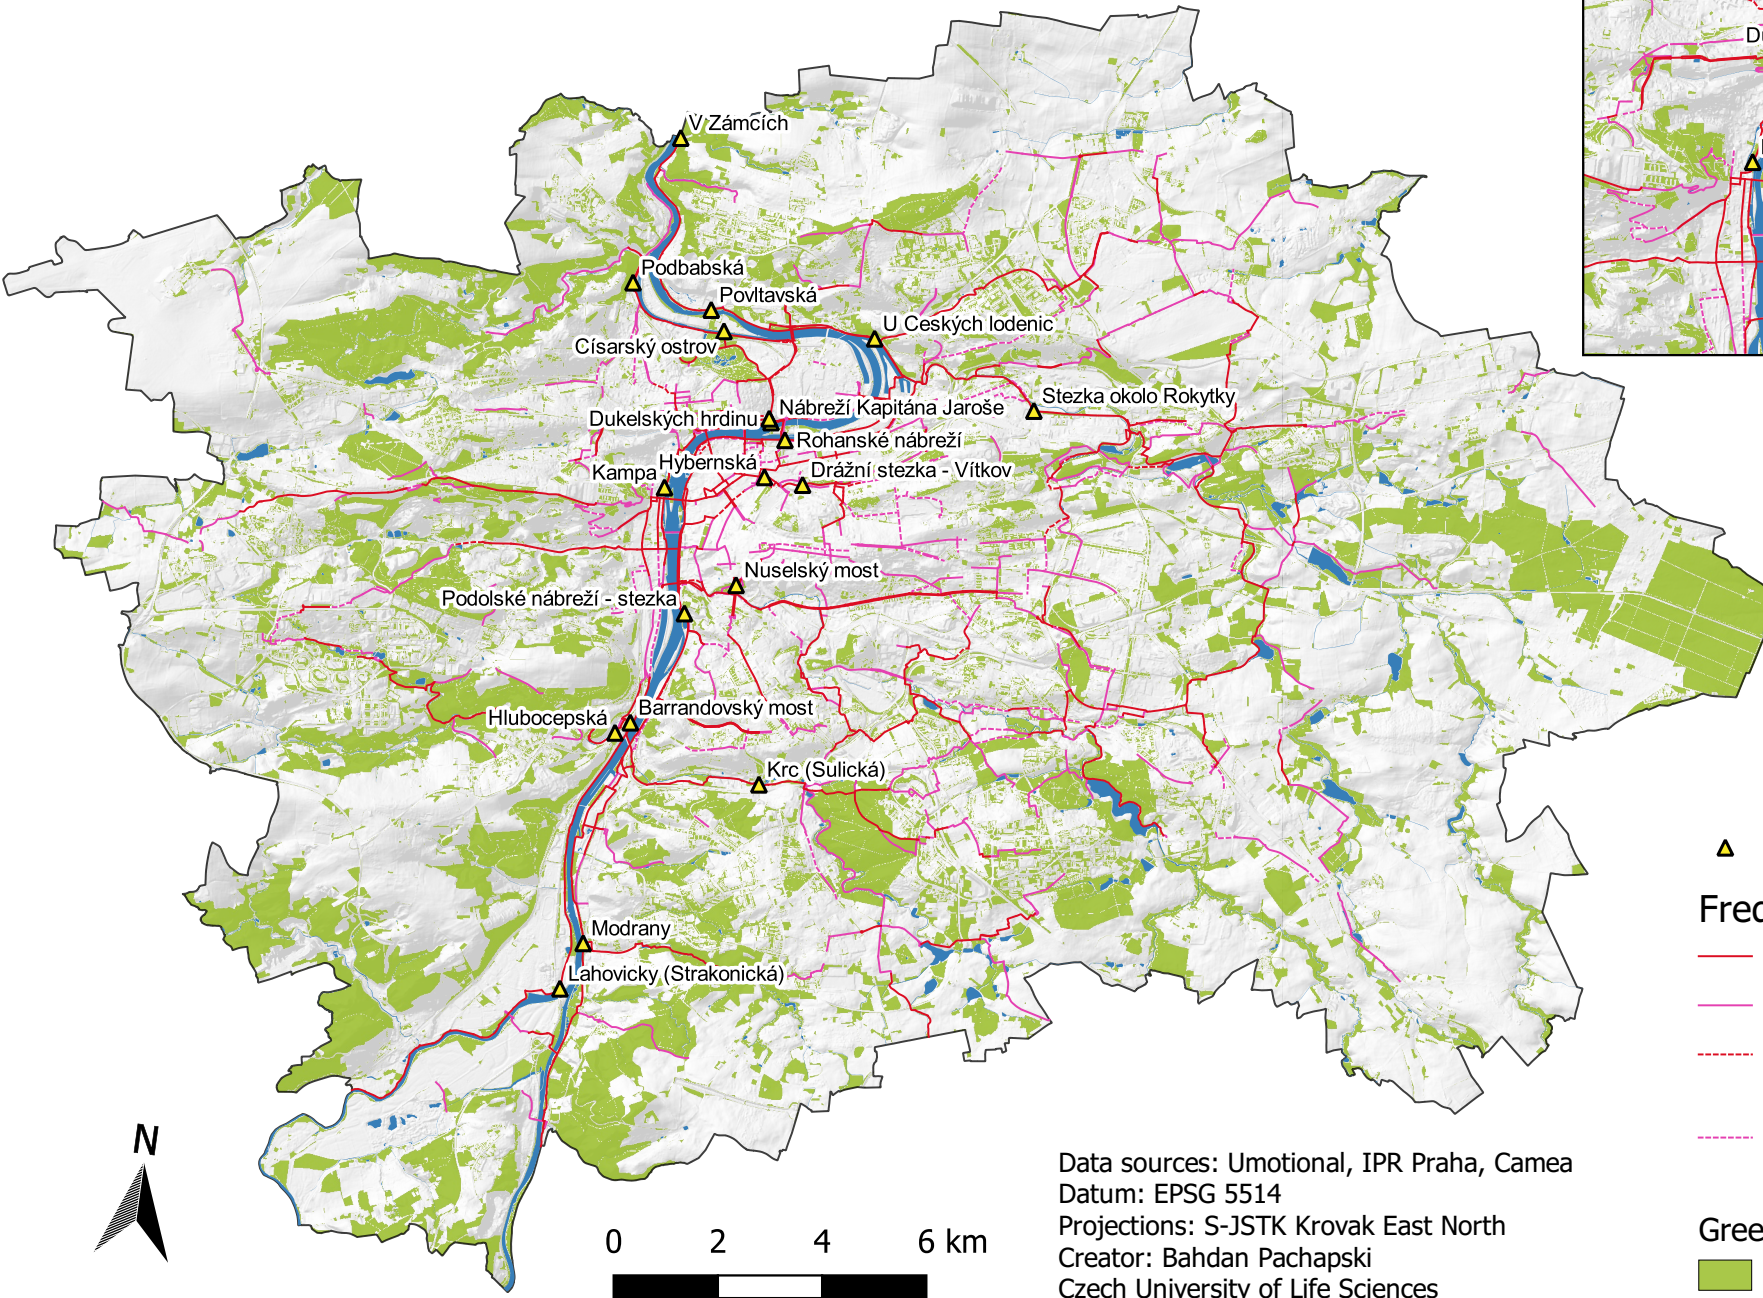 V Zámcích
Podbabská
Povltavská
Císarský ostrov
U Ceských lodenic
Stezka okolo Rokytky
Nábreží Kapitána Jaroše
Dukelských hrdinu
Rohanské nábreží
Hybernská
Kampa
Drážní stezka - Vítkov
Nuselský most
Podolské nábreží - stezka
Barrandovský most
Hlubocepská
Krc (Sulická)
Modrany
Lahovicky (Strakonická)
N
0 2 4 6 km
Data sources: Umotional, IPR Praha, Camea
Datum: EPSG 5514
Projections: S-JSTK Krovak East North
Creator: Bahdan Pachapski
Czech University of Life Sciences